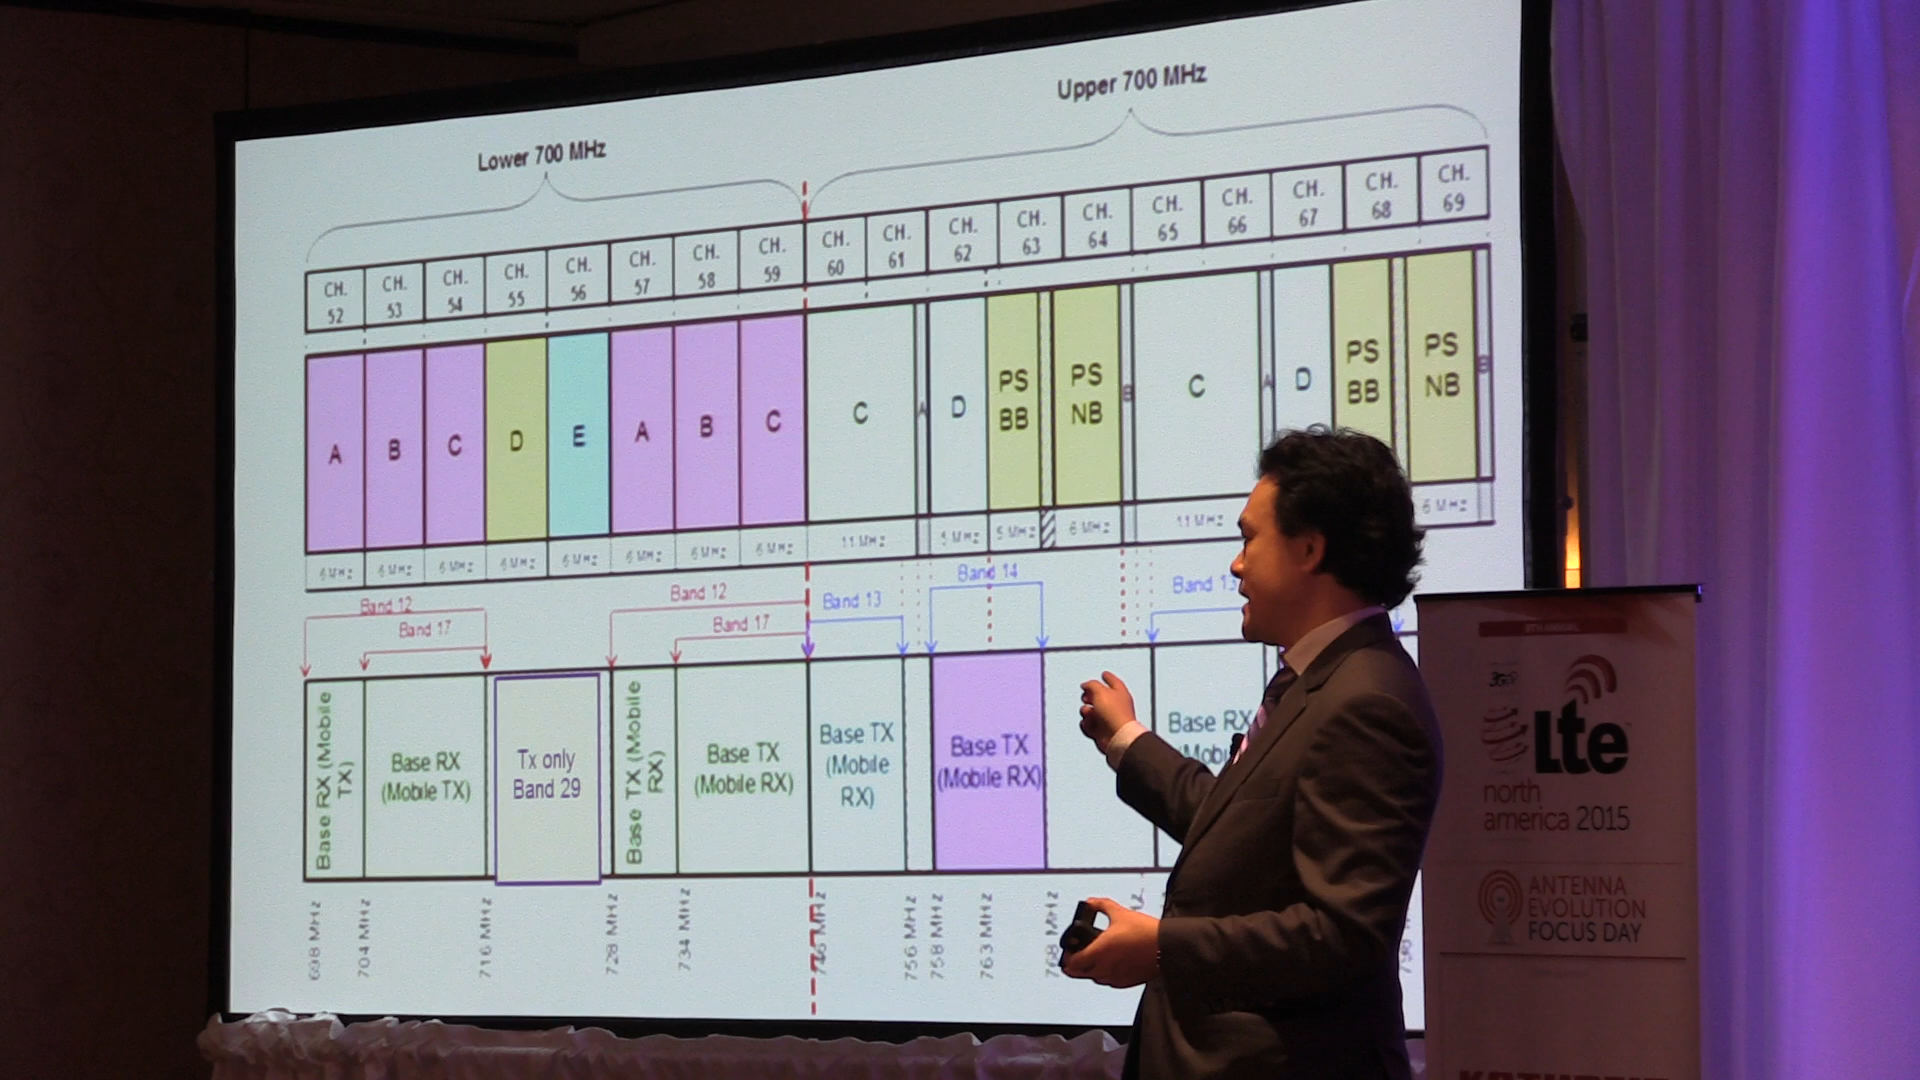 Upper 700 MHz
Lower 700 MHz
CH. 52
CH. 53
CH. 54
CH. 55
CH. 56
CH. 57
CH. 58
CH. 59
CH. 60
CH. 61
CH. 62
CH. 63
CH. 64
CH. 65
CH. 66
CH. 67
CH. 68
CH. 69
A
B
C
D
E
A
B
C
C
A
D
PS
BB
PS
NB
B
C
A
D
PS
BB
PS
NB
B
6 MHz
6 MHz
6 MHz
6 MHz
6 MHz
6 MHz
6 MHz
6 MHz
11 MHz
5 MHz
5 MHz
6 MHz
11 MHz
6 MHz
Band 12
Band 17
Band 12
Band 17
Band 13
Band 14
Band 13
Base RX (Mobile
TX)
Base RX
(Mobile TX)
Tx only
Band 29
Base TX (Mobile
RX)
Base TX
(Mobile RX)
Base TX
(Mobile
RX)
Base TX
(Mobile RX)
Base RX
698 MHz
704 MHz
716 MHz
728 MHz
734 MHz
746 MHz
756 MHz
758 MHz
763 MHz
768 MHz
Lte
north
america 2015
ANTENNA
EVOLUTION
FOCUS DAY